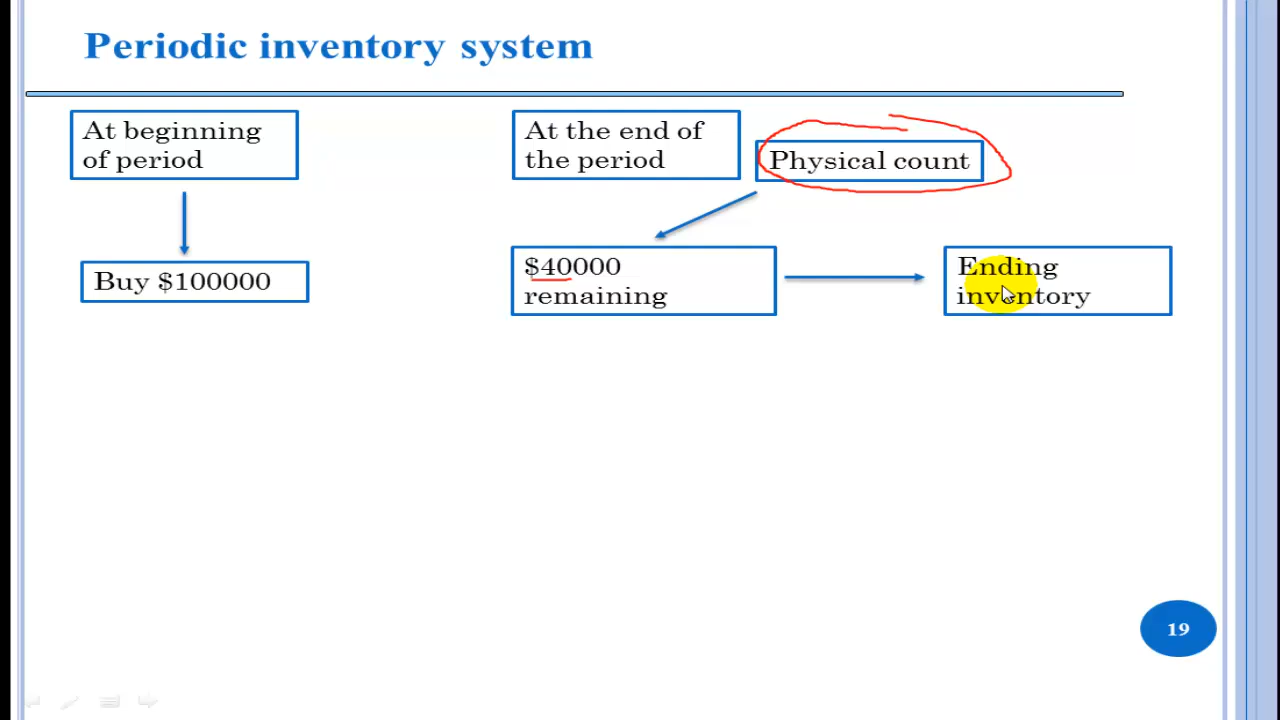 Periodic inventory system
At beginning
of period
At the end of
the period
Physical count
Buy $100000
$40000
remaining
Ending
inventory
19